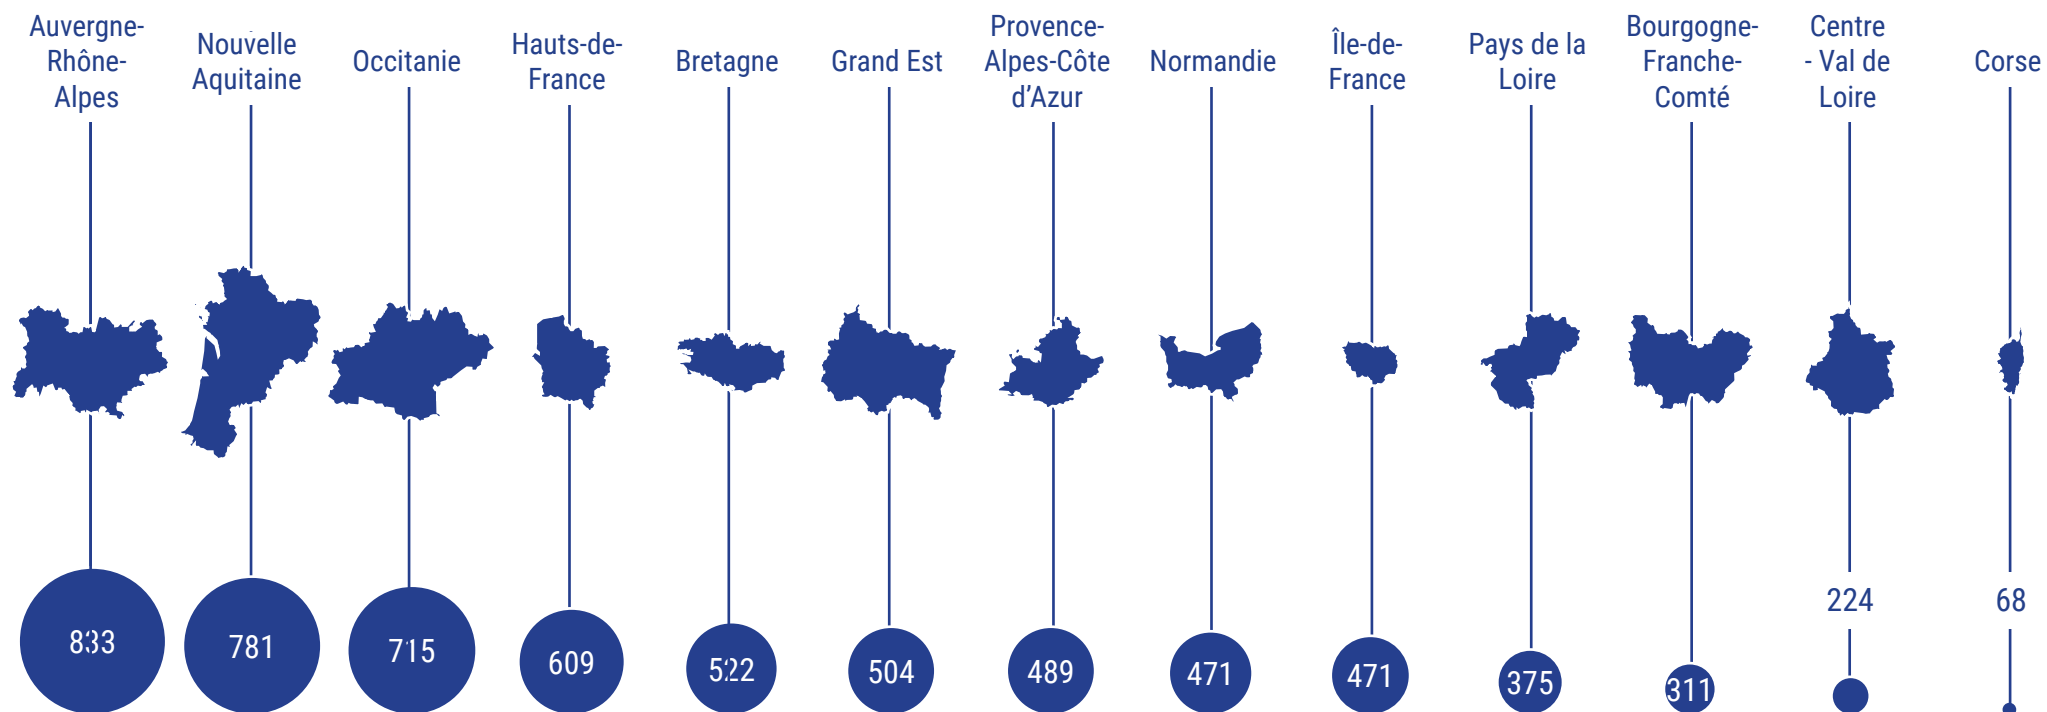 Auvergne-
Rhône-
Alpes
Nouvelle
Aquitaine
Occitanie
Hauts-de-
France
Bretagne
Grand Est
Provence-
Alpes-Côte
d’Azur
Normandie
Île-de-
France
Pays de la
Loire
Bourgogne-
Franche-
Comté
Centre
- Val de
Loire
Corse
833
781
715
609
522
504
489
471
471
375
311
224
68